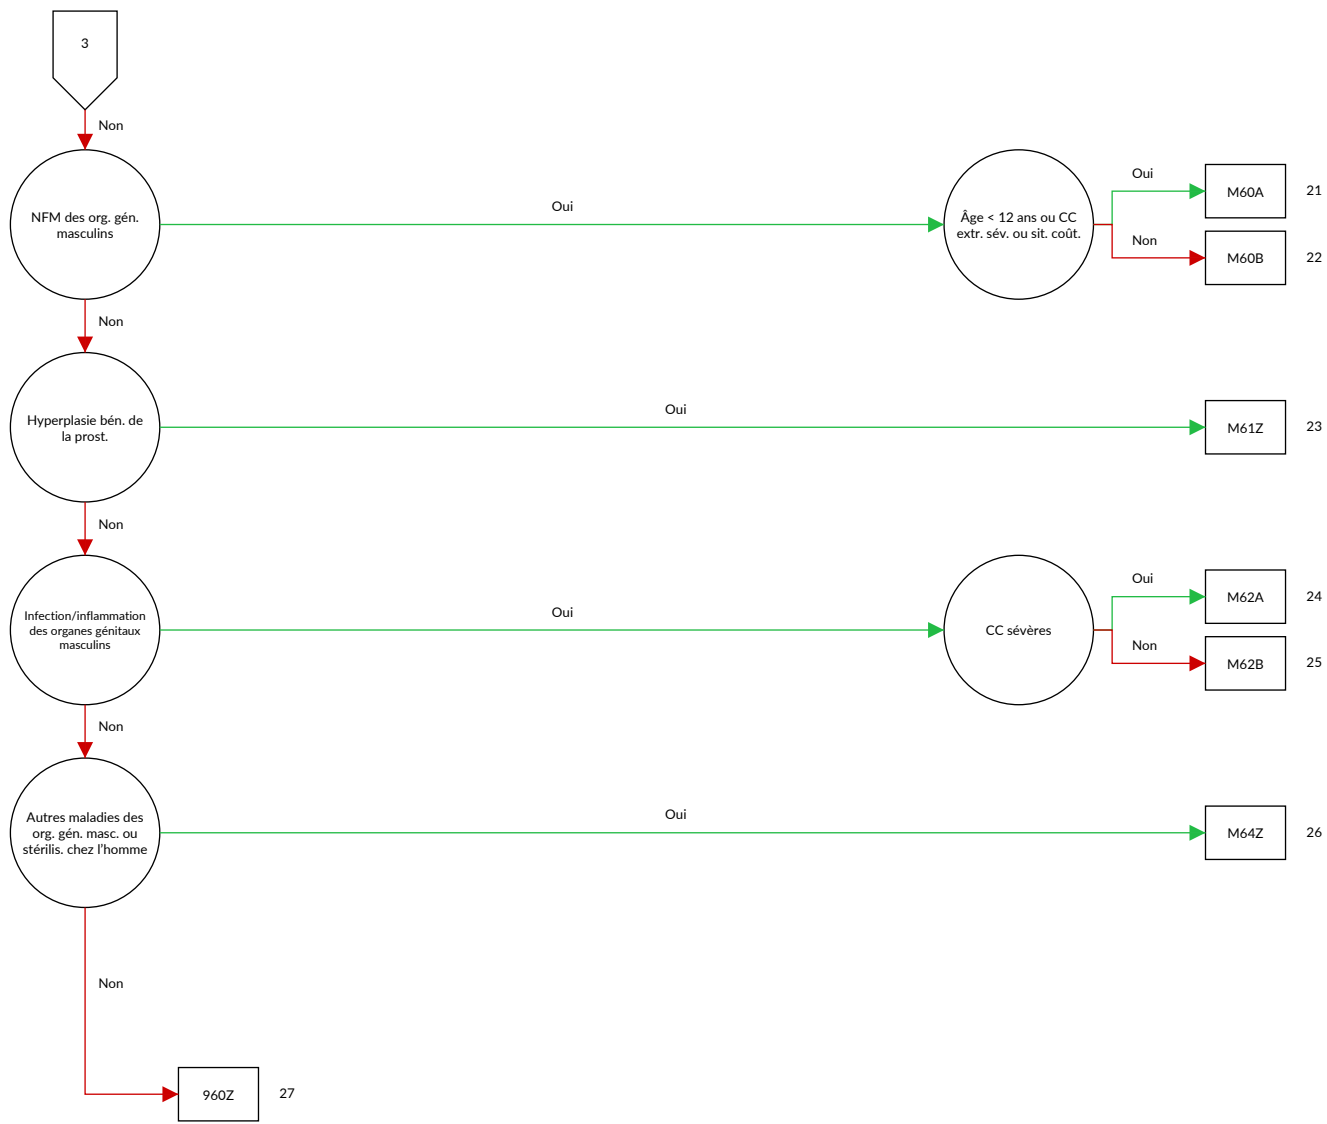 3
Non
NFM des org. gén.
masculins
Oui
Âge < 12 ans ou CC
extr. sév. ou sit. coût.
Oui
M60A
21
Non
M60B
22
Non
Hyperplasie bén. de
la prost.
Oui
M61Z
23
Non
Infection/inflammation
des organes génitaux
masculins
Oui
CC sévères
Oui
M62A
24
Non
M62B
25
Non
Autres maladies des
org. gén. masc. ou
stérilis. chez l’homme
Oui
M64Z
26
Non
960Z
27